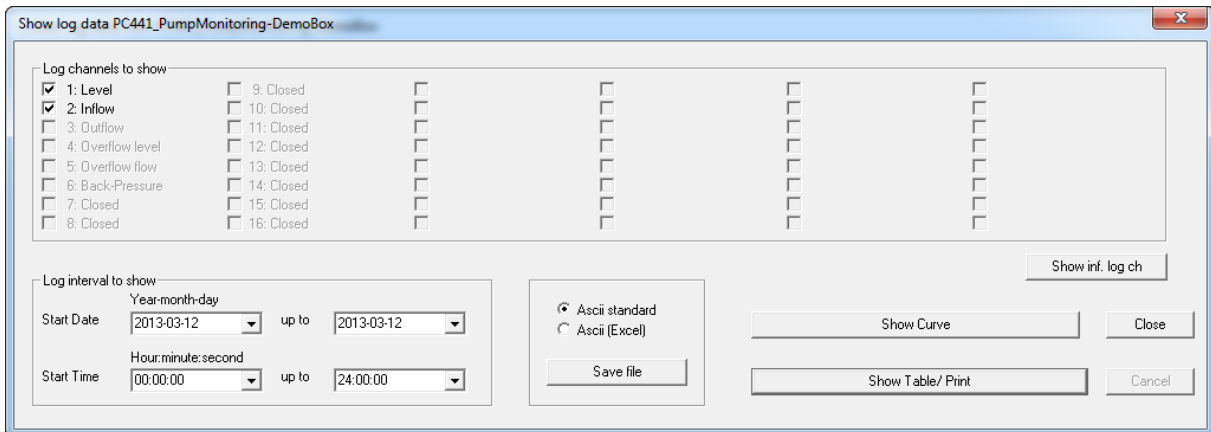 Show log data PC441_PumpMonitoring-DemoBox
Log channels to show
1: Level
2: Inflow
3: Outflow
4: Overflow level
5: Overflow flow
6: Back-Pressure
7: Closed
8: Closed
9: Closed
10: Closed
11: Closed
12: Closed
13: Closed
14: Closed
15: Closed
16: Closed
Show inf. log ch
Log interval to show
Year-month-day
Start Date 2013-03-12 up to 2013-03-12
Hour:minute:second
Start Time 00:00:00 up to 24:00:00
Ascii standard
Ascii (Excel)
Save file
Show Curve
Close
Show Table/ Print
Cancel